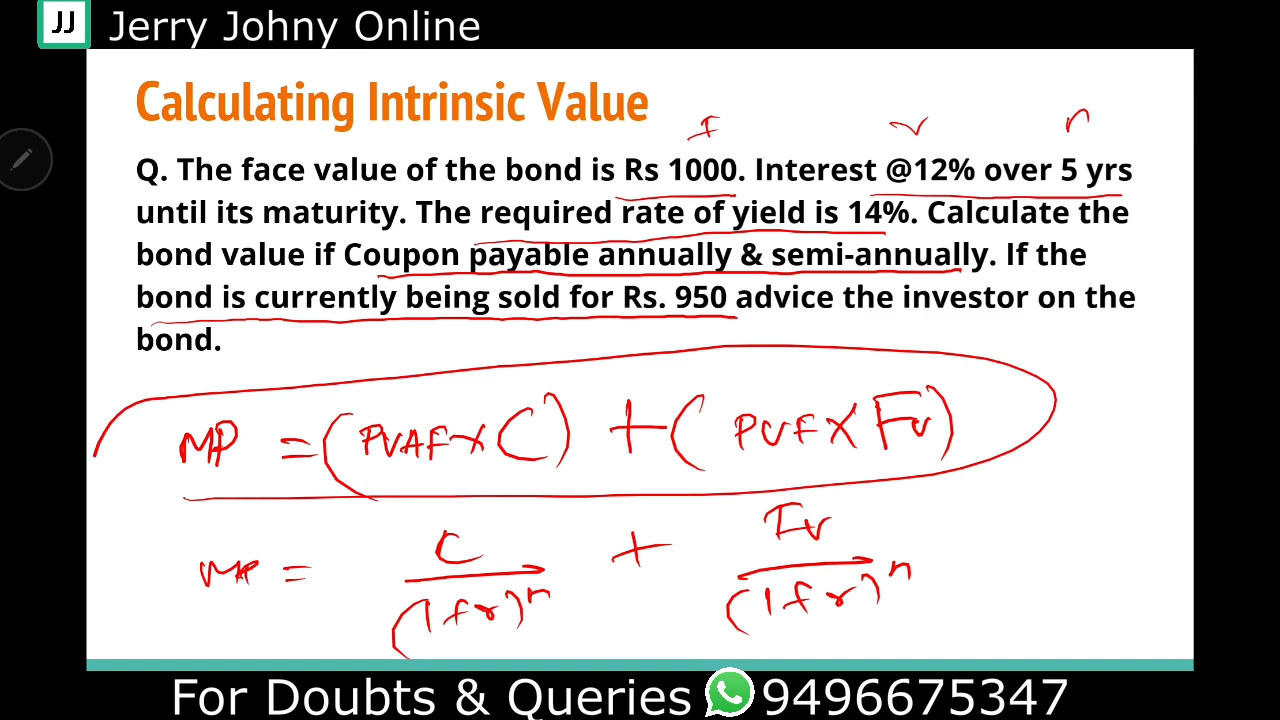 JJ Jerry Johny Online
Calculating Intrinsic Value
I r n
Q. The face value of the bond is Rs 1000. Interest @12% over 5 yrs
until its maturity. The required rate of yield is 14%. Calculate the
bond value if Coupon payable annually & semi-annually. If the
bond is currently being sold for Rs. 950 advice the investor on the
bond.
MP = (PVAF x C) + (PVF X Fv)
MP = C + Fv
(1+r)^n (1+r)^n
For Doubts & Queries 9496675347